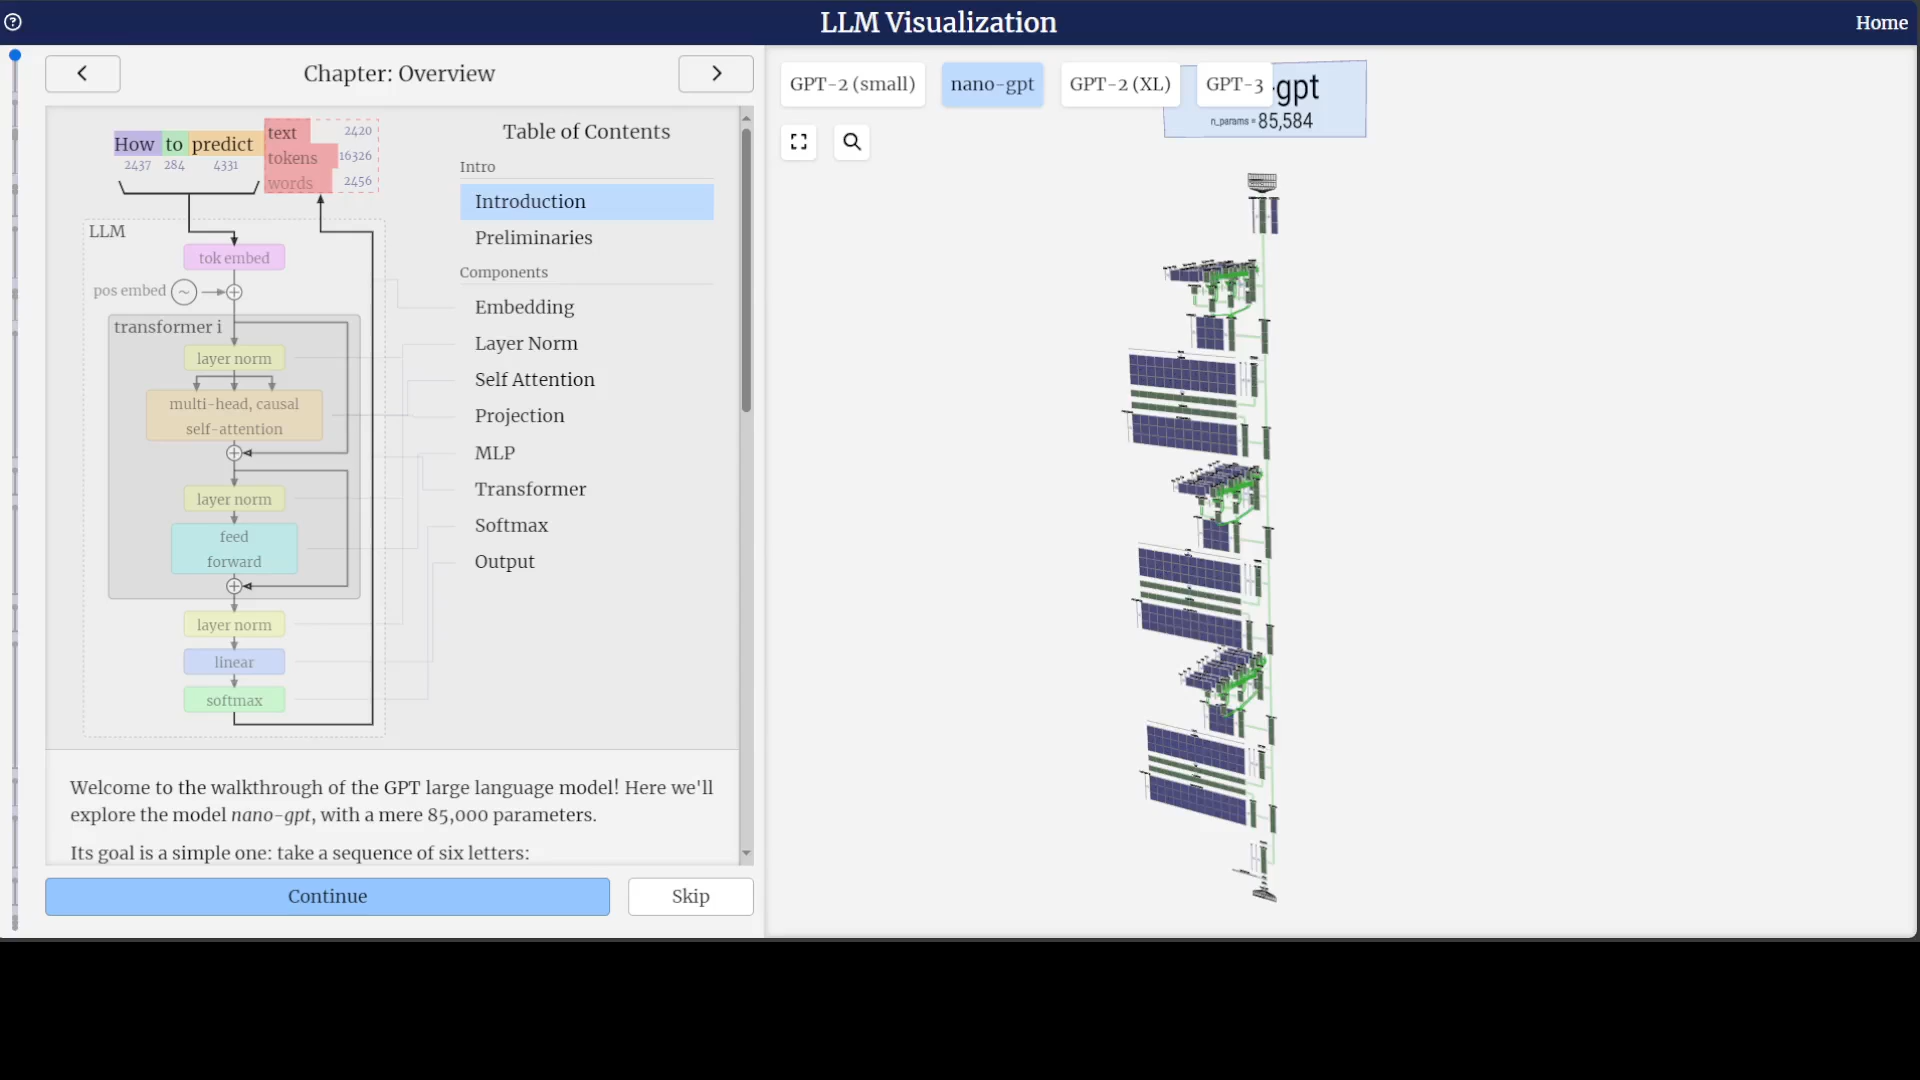 LLM Visualization
Home
Chapter: Overview
How to predict
2437 284 4331
text 2420
tokens 16326
words 2456
LLM
tok embed
pos embed
transformer i
layer norm
multi-head, causal
self-attention
layer norm
feed
forward
layer norm
linear
softmax
Table of Contents
Intro
Introduction
Preliminaries
Components
Embedding
Layer Norm
Self Attention
Projection
MLP
Transformer
Softmax
Output
Welcome to the walkthrough of the GPT large language model! Here we'll
explore the model nano-gpt, with a mere 85,000 parameters.
Its goal is a simple one: take a sequence of six letters:
Continue
Skip
GPT-2 (small)
nano-gpt
GPT-2 (XL)
GPT-3
-gpt
n_params = 85,584